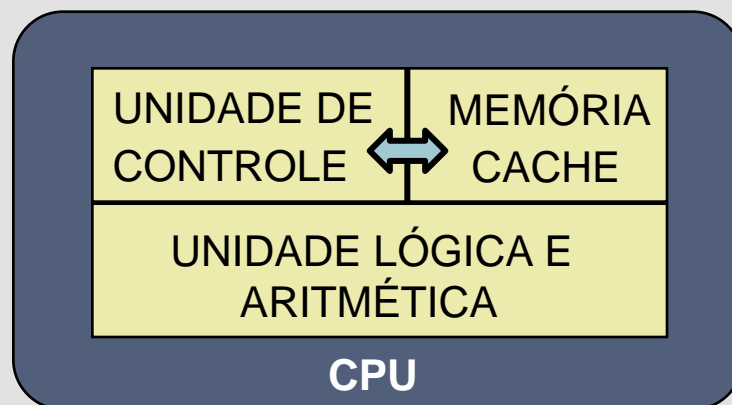 UNIDADE DE
CONTROLE
MEMÓRIA
CACHE
UNIDADE LÓGICA E
ARITMÉTICA
CPU